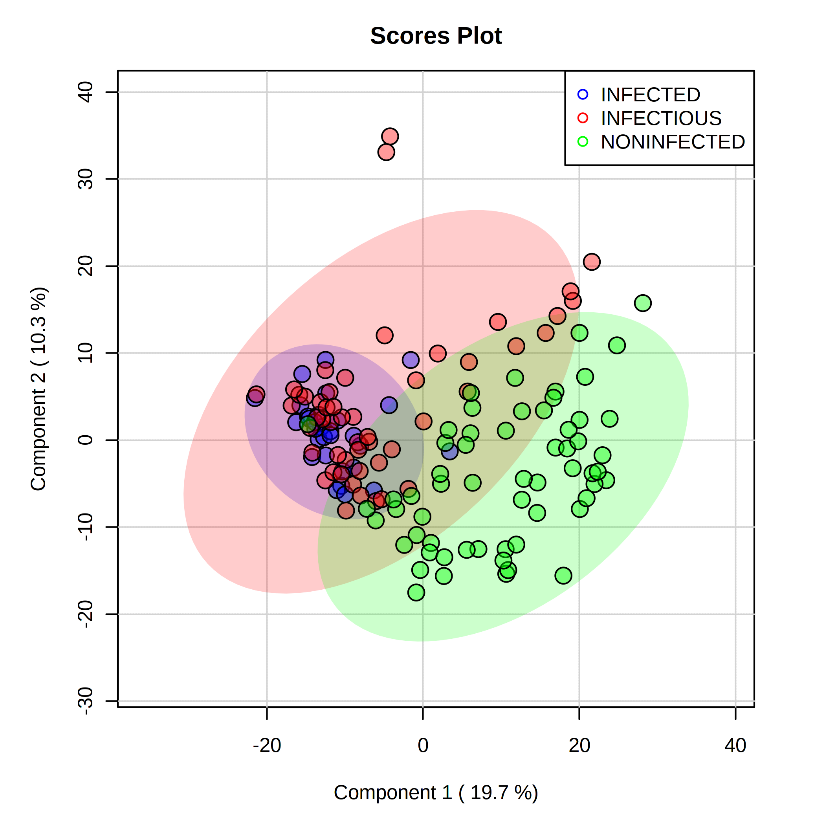 Scores Plot
INFECTED
INFECTIOUS
NONINFECTED
40
30
20
10
0
-10
-20
-30
Component 2 ( 10.3 %)
-20 0 20 40
Component 1 ( 19.7 %)